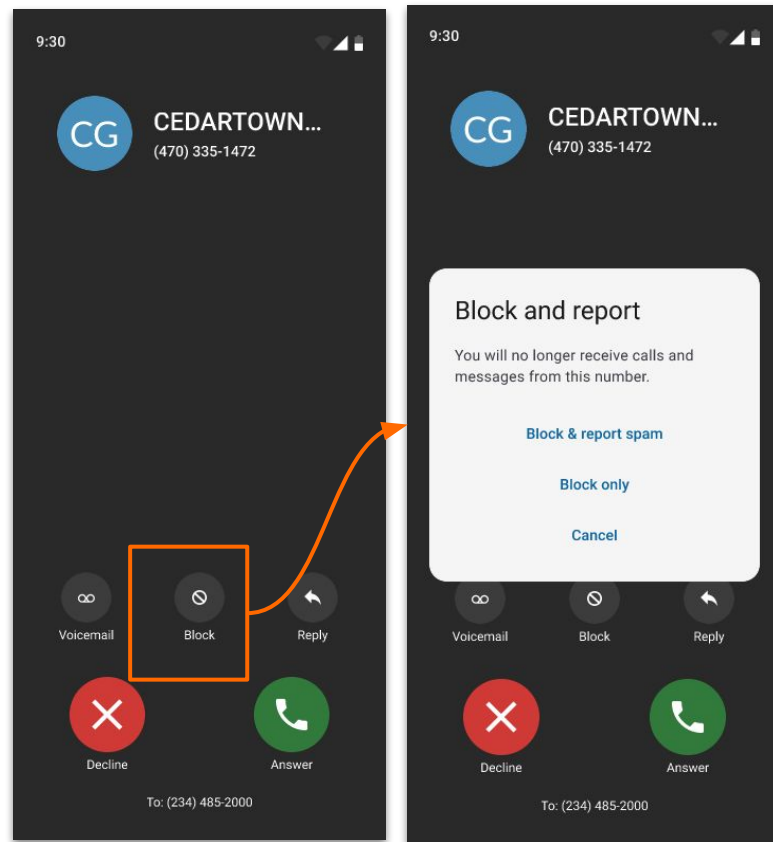 9:30
CG
CEDARTOWN...
(470) 335-1472
Voicemail
Block
Reply
Decline
Answer
To: (234) 485-2000
9:30
CG
CEDARTOWN...
(470) 335-1472
Block and report
You will no longer receive calls and
messages from this number.
Block & report spam
Block only
Cancel
Voicemail
Block
Reply
Decline
Answer
To: (234) 485-2000